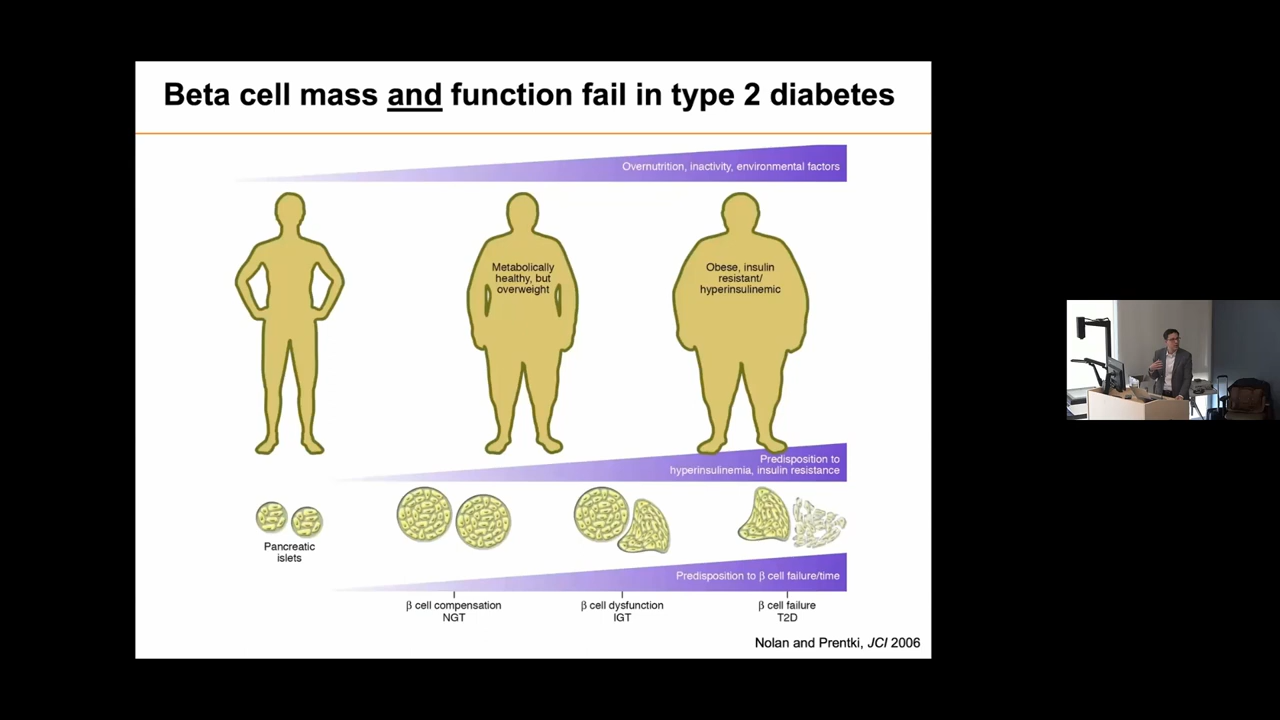 Beta cell mass and function fail in type 2 diabetes
Overnutrition, inactivity, environmental factors
Metabolically
healthy, but
overweight
Obese, insulin
resistant/
hyperinsulinemic
Predisposition to
hyperinsulinemia, insulin resistance
Pancreatic
islets
Predisposition to β cell failure/time
β cell compensation
NGT
β cell dysfunction
IGT
β cell failure
T2D
Nolan and Prentki, JCI 2006